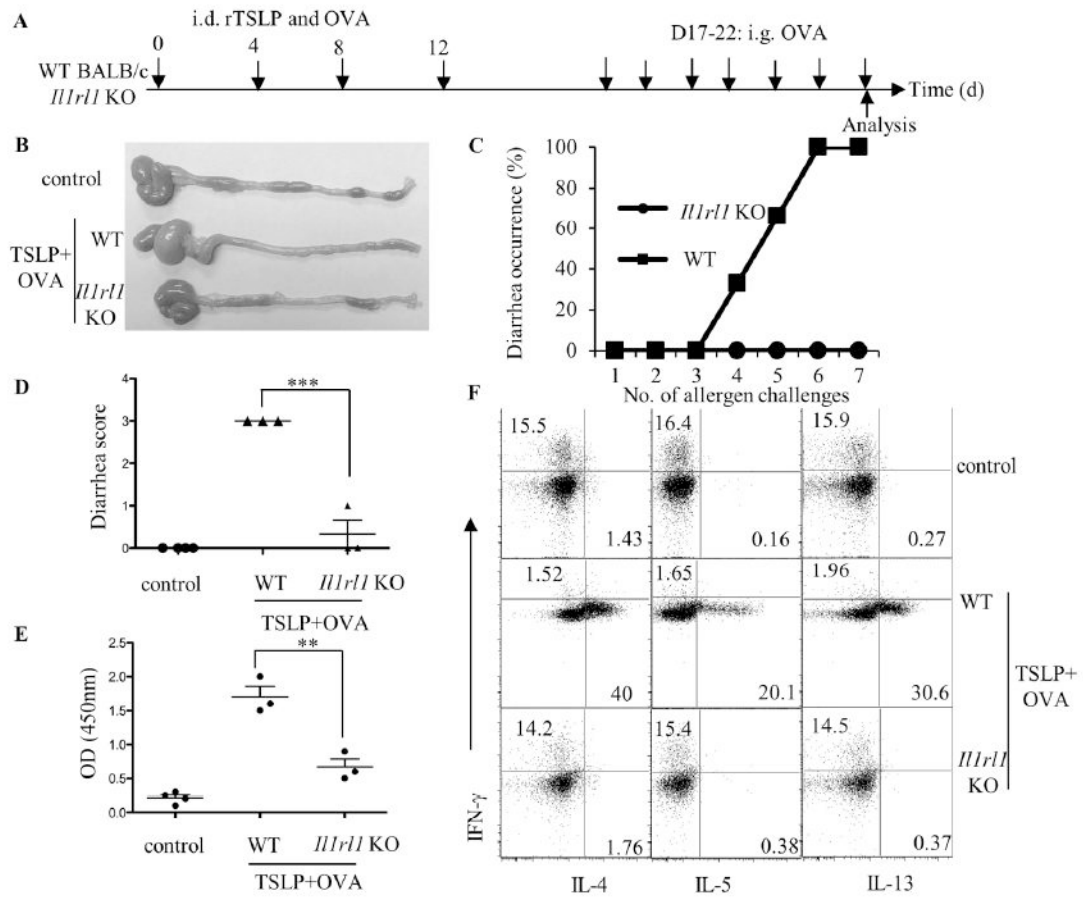 A
i.d. rTSLP and OVA
D17-22: i.g. OVA
0
4
8
12
WT BALB/c
Il1rl1 KO
Time (d)
Analysis
B
control
TSLP+
OVA
WT
Il1rl1
KO
C
Diarrhea occurrence (%)
100
80
60
40
20
0
Il1rl1 KO
WT
1 2 3 4 5 6 7
No. of allergen challenges
D
Diarrhea score
4
3
2
1
0
***
control
WT
Il1rl1 KO
TSLP+OVA
E
OD (450nm)
2.5
2.0
1.5
1.0
0.5
0.0
**
control
WT
Il1rl1 KO
TSLP+OVA
F
15.5 16.4 15.9
control
1.43 0.16 0.27
1.52 1.65 1.96
WT
40 20.1 30.6
TSLP+
OVA
14.2 15.4 14.5
Il1rl1
KO
1.76 0.38 0.37
IFN-γ
IL-4 IL-5 IL-13